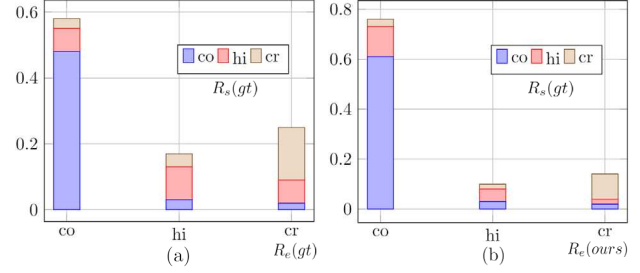 0.6
0.4
0.2
0
co hi cr
R_s(gt)
co
hi
cr
R_e(gt)
(a)
0.8
0.6
0.4
0.2
0
co hi cr
R_s(gt)
co
hi
cr
R_e(ours)
(b)